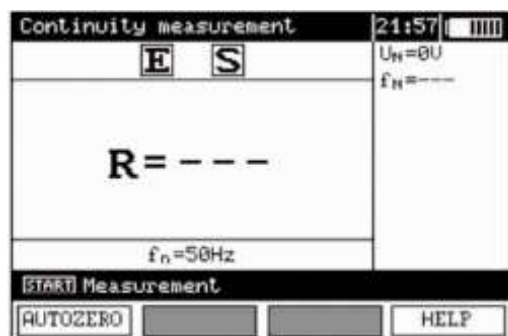 Continuity measurement 21:57
E S
U_N=0V
f_N=---
R=---
f_n=50Hz
START Measurement
AUTOZERO HELP